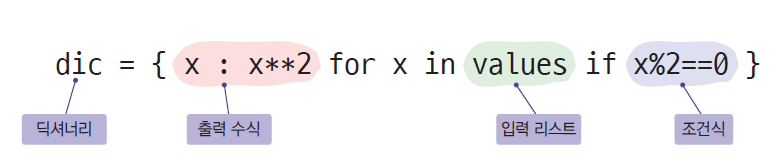 dic = { x : x**2 for x in values if x%2==0 }
딕셔너리 출력 수식 입력 리스트 조건식